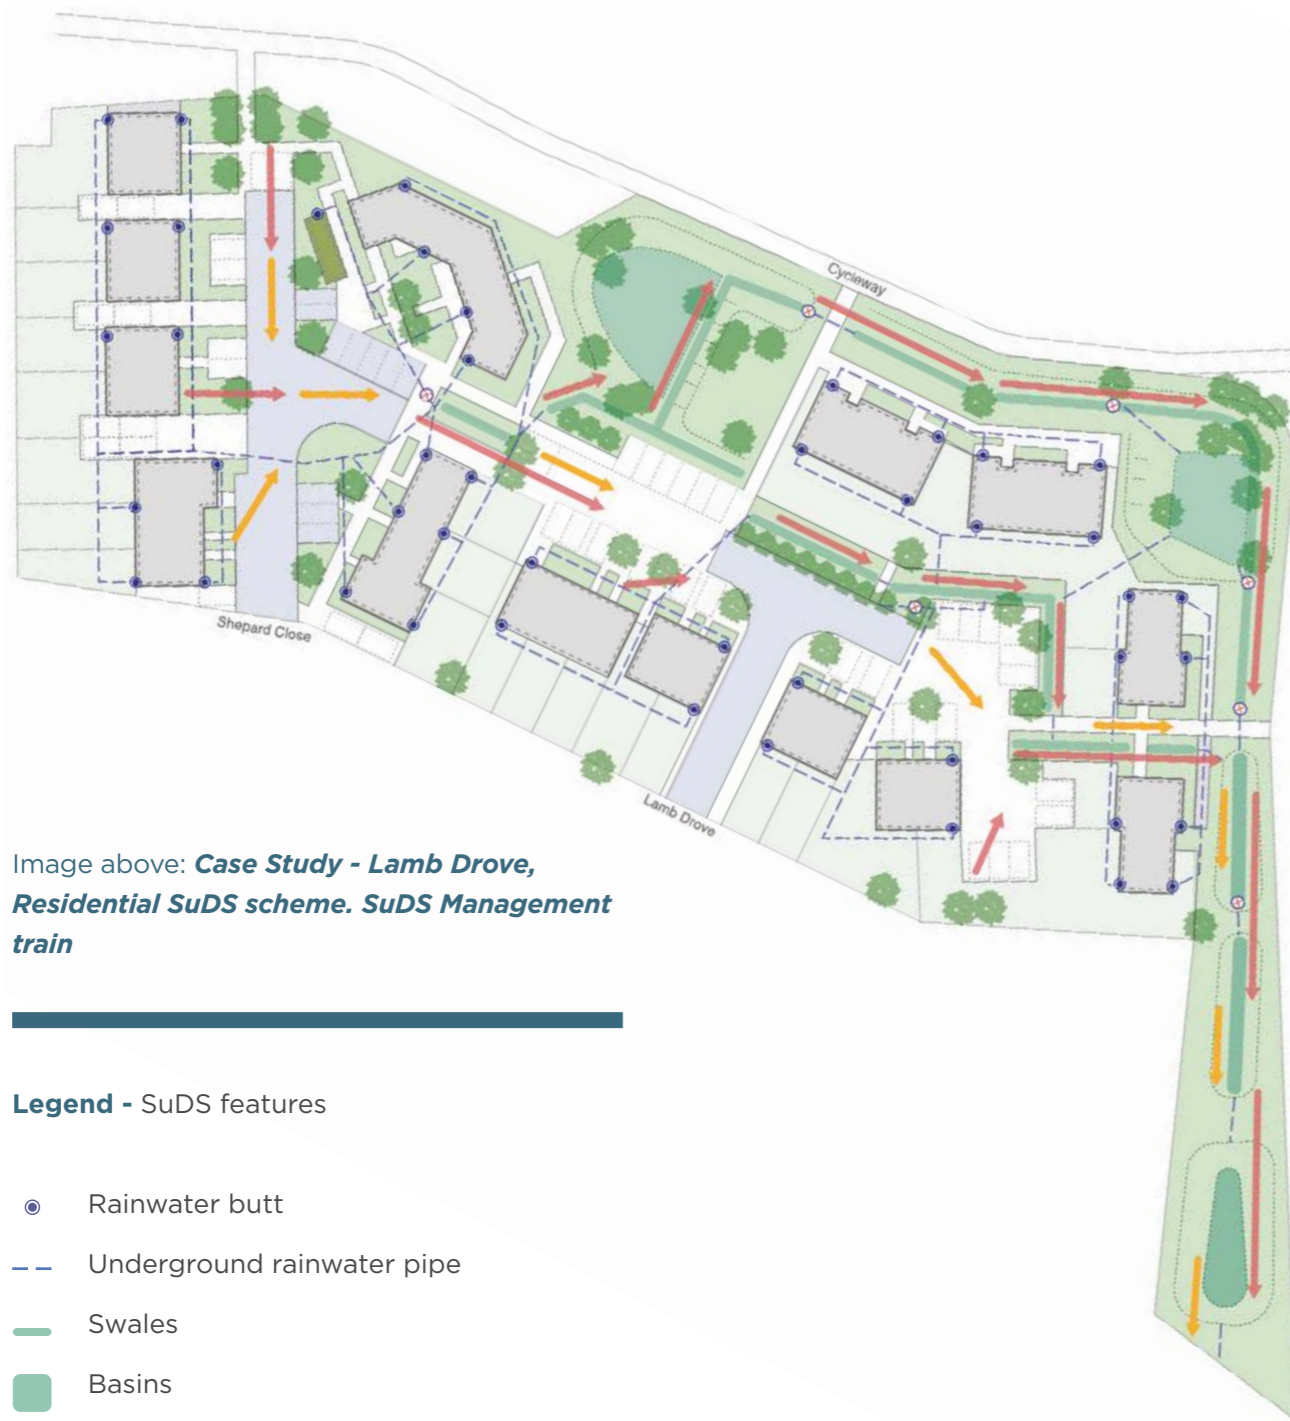 Cycleway
Shepard Close
Lamb Drove
Image above: Case Study - Lamb Drove,
Residential SuDS scheme. SuDS Management
train
Legend - SuDS features
Rainwater butt
Underground rainwater pipe
Swales
Basins